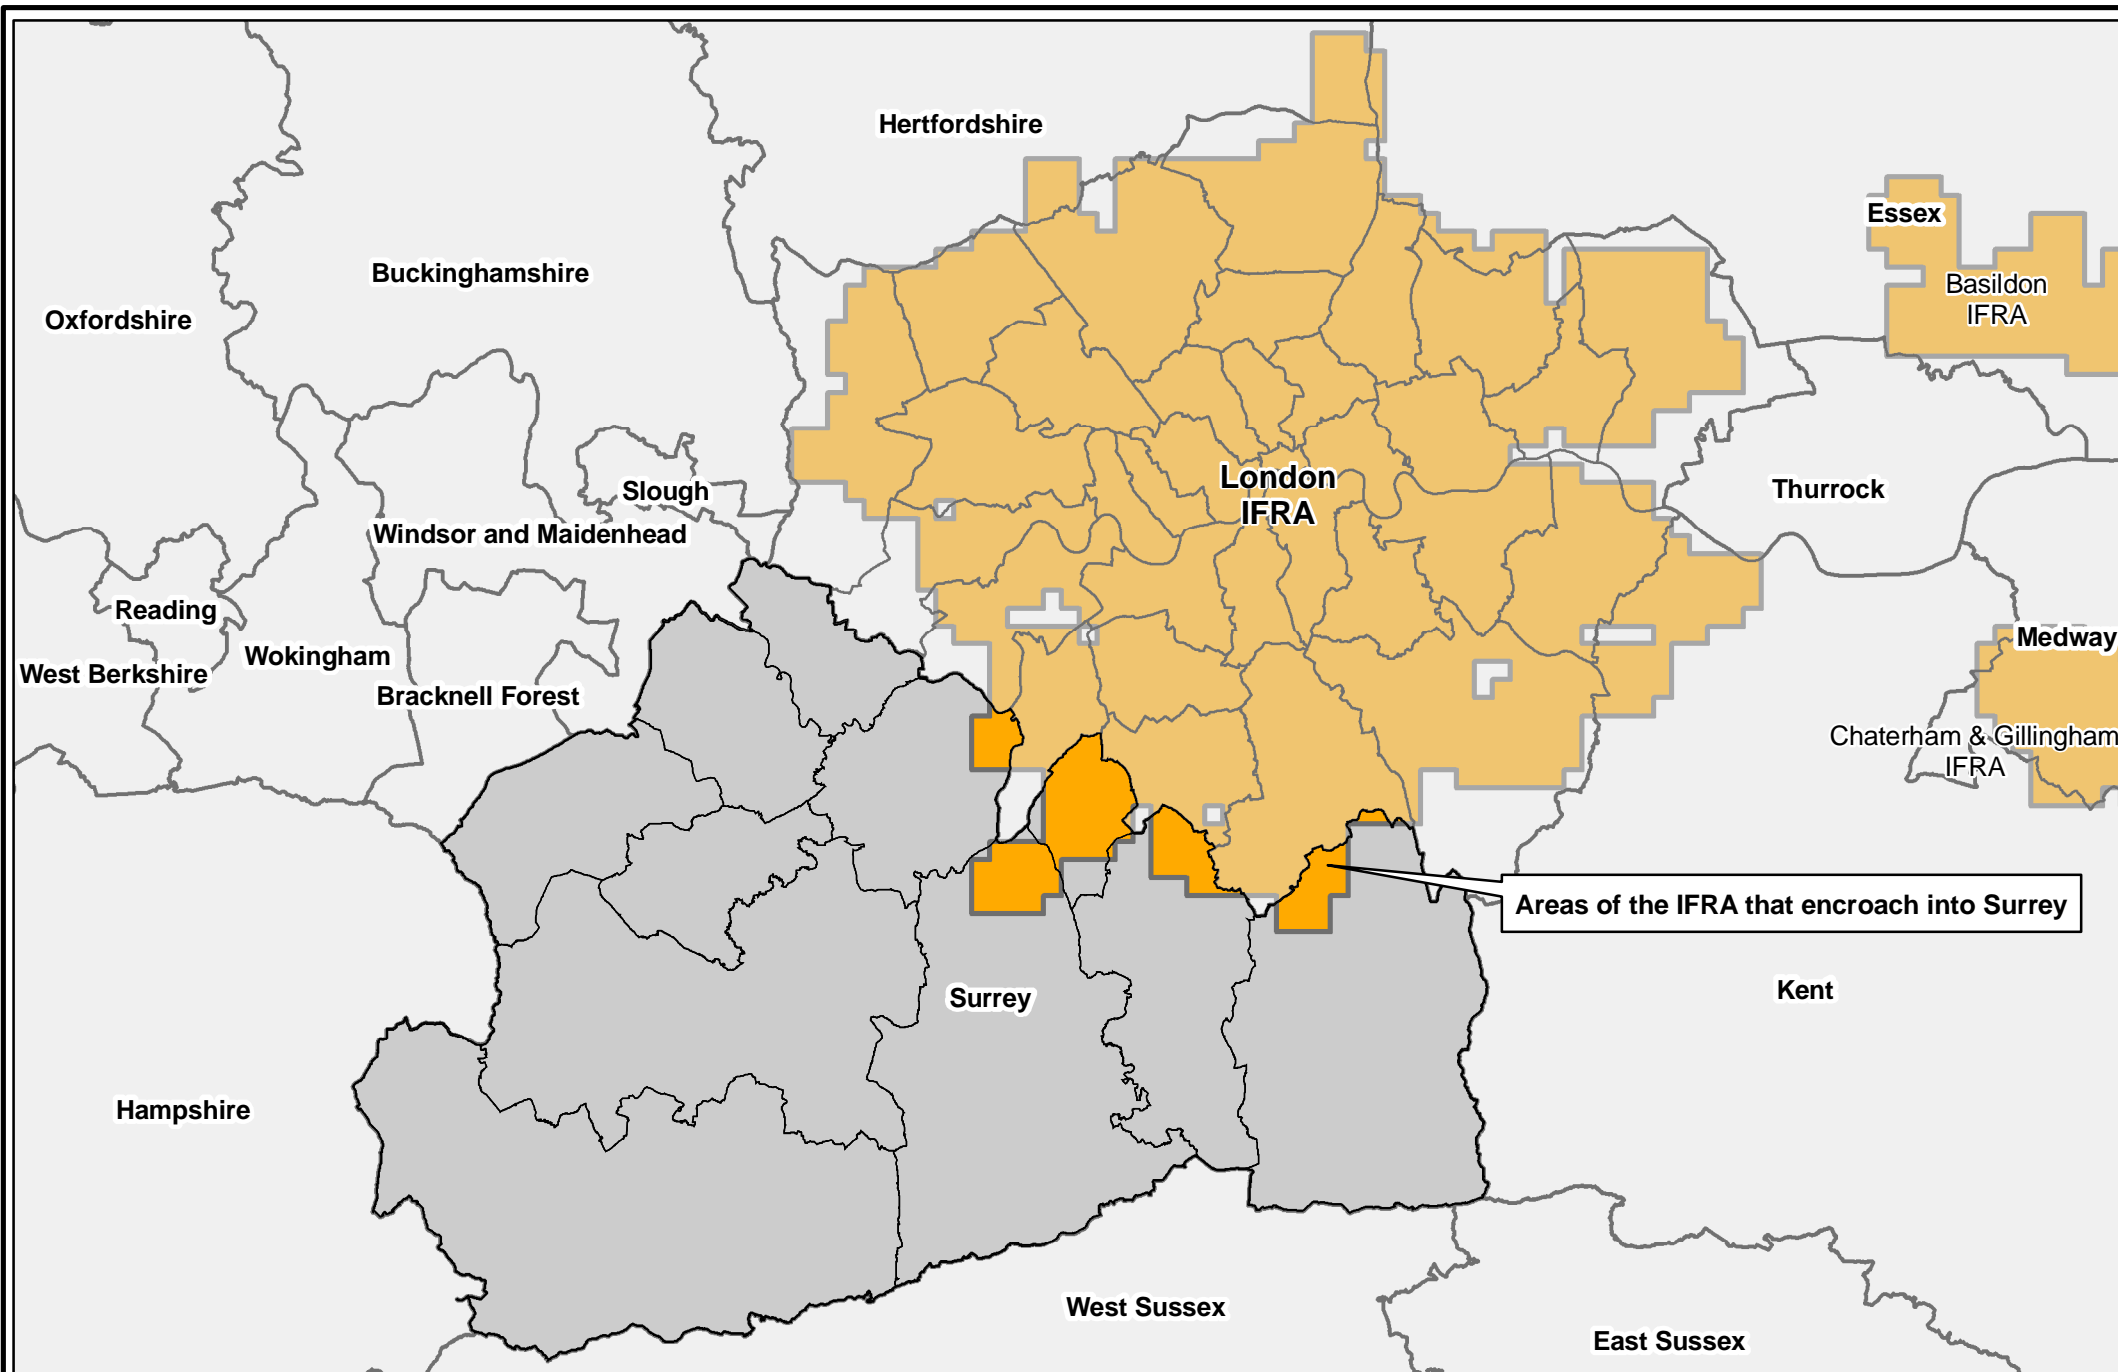 Hertfordshire
Essex
Buckinghamshire
Basildon
IFRA
Oxfordshire
London
IFRA
Slough
Thurrock
Windsor and Maidenhead
Reading
Medway
Wokingham
West Berkshire
Bracknell Forest
Chaterham & Gillingham
IFRA
Areas of the IFRA that encroach into Surrey
Surrey
Kent
Hampshire
West Sussex
East Sussex